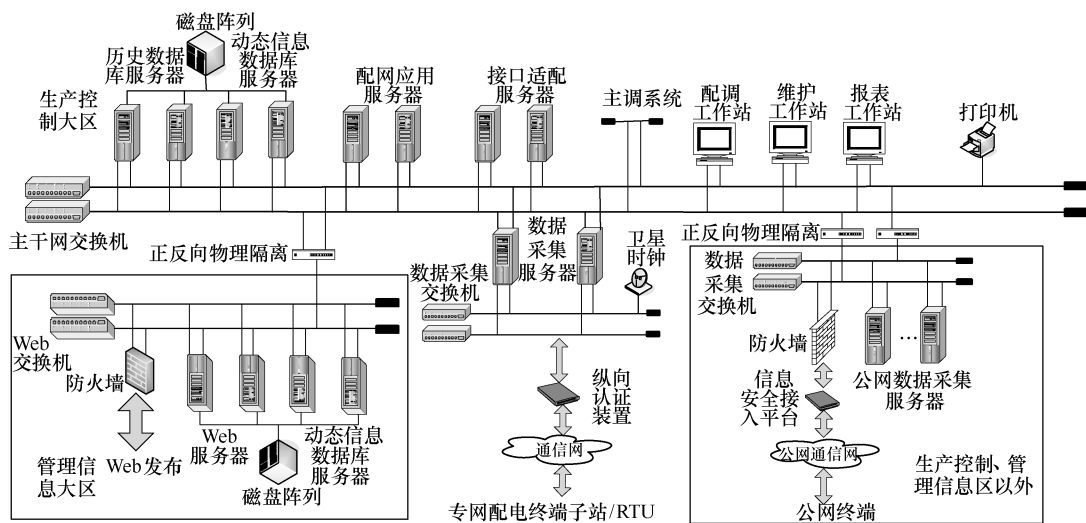 磁盘阵列
历史数据
库服务器
动态信息
数据库
服务器
生产控
制大区
配网应用
服务器
接口适配
服务器
主调系统
配调
工作站
维护
工作站
报表
工作站
打印机
主干网交换机
正反向物理隔离
数据
采集
服务器
卫星
时钟
正反向物理隔离
数据采集
交换机
数据
采集
交换机
Web
交换机
防火墙
防火墙
公网数据采集
服务器
纵向
认证
装置
信息
安全接
入平台
Web
服务器
动态信息
数据库
服务器
管理信
息大区
Web发布
磁盘阵列
通信网
公网通信网
生产控制、管
理信息区以外
专网配电终端子站/RTU
公网终端